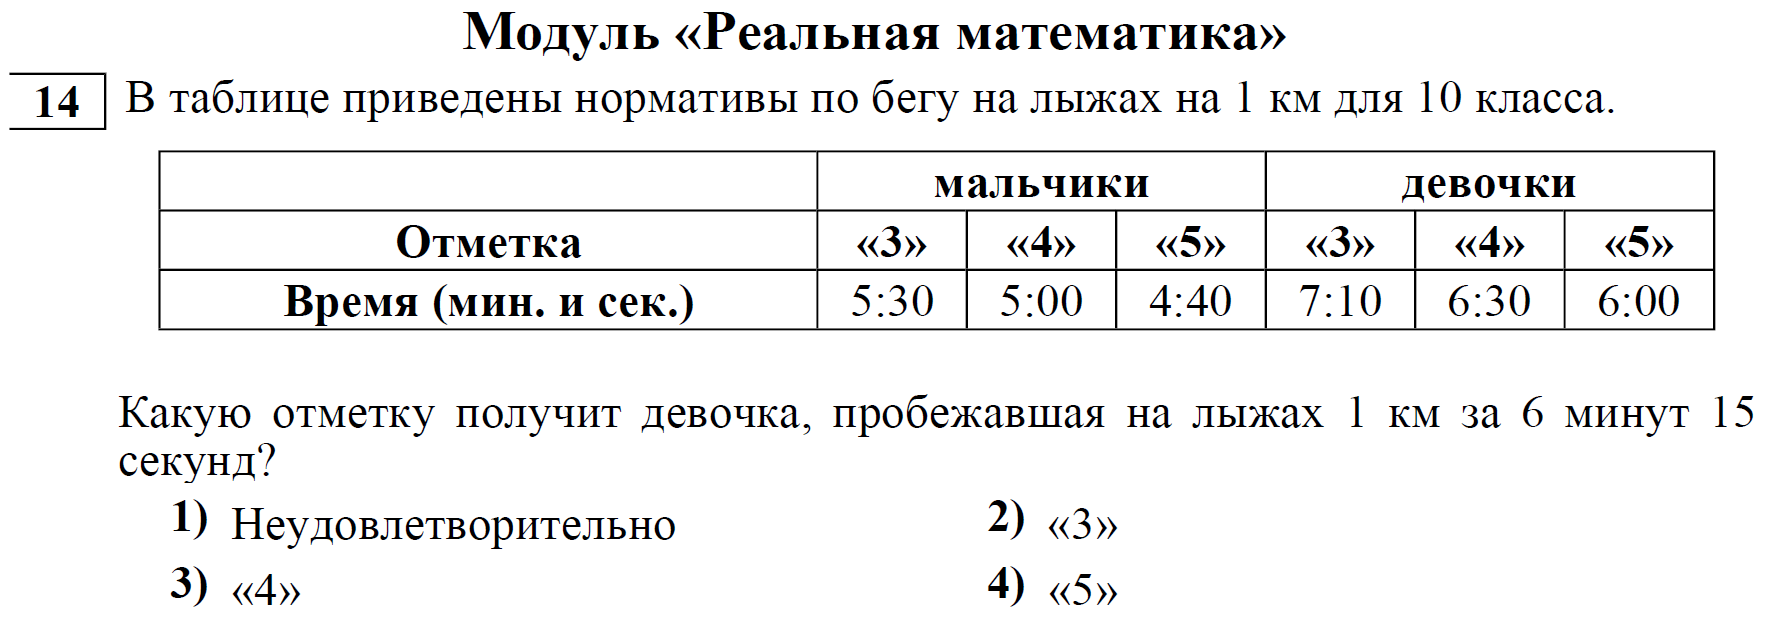 Модуль «Реальная математика»
14 В таблице приведены нормативы по бегу на лыжах на 1 км для 10 класса.
мальчики девочки
Отметка «3» «4» «5» «3» «4» «5»
Время (мин. и сек.) 5:30 5:00 4:40 7:10 6:30 6:00
Какую отметку получит девочка, пробежавшая на лыжах 1 км за 6 минут 15
секунд?
1) Неудовлетворительно 2) «3»
3) «4» 4) «5»